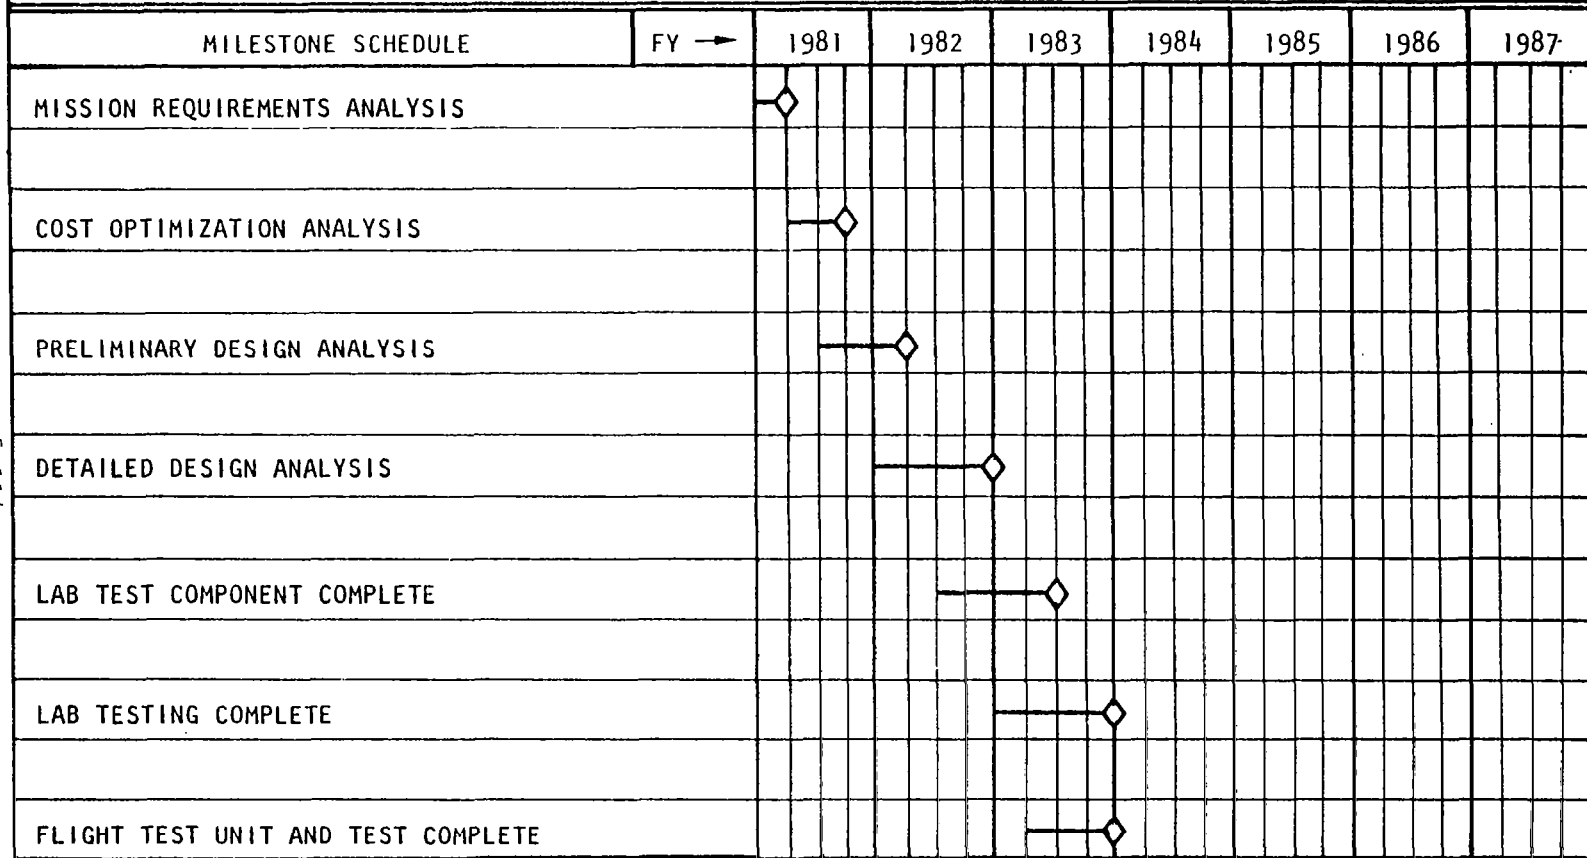 MILESTONE SCHEDULE FY → 1981 1982 1983 1984 1985 1986 1987
MISSION REQUIREMENTS ANALYSIS
COST OPTIMIZATION ANALYSIS
PRELIMINARY DESIGN ANALYSIS
DETAILED DESIGN ANALYSIS
LAB TEST COMPONENT COMPLETE
LAB TESTING COMPLETE
FLIGHT TEST UNIT AND TEST COMPLETE